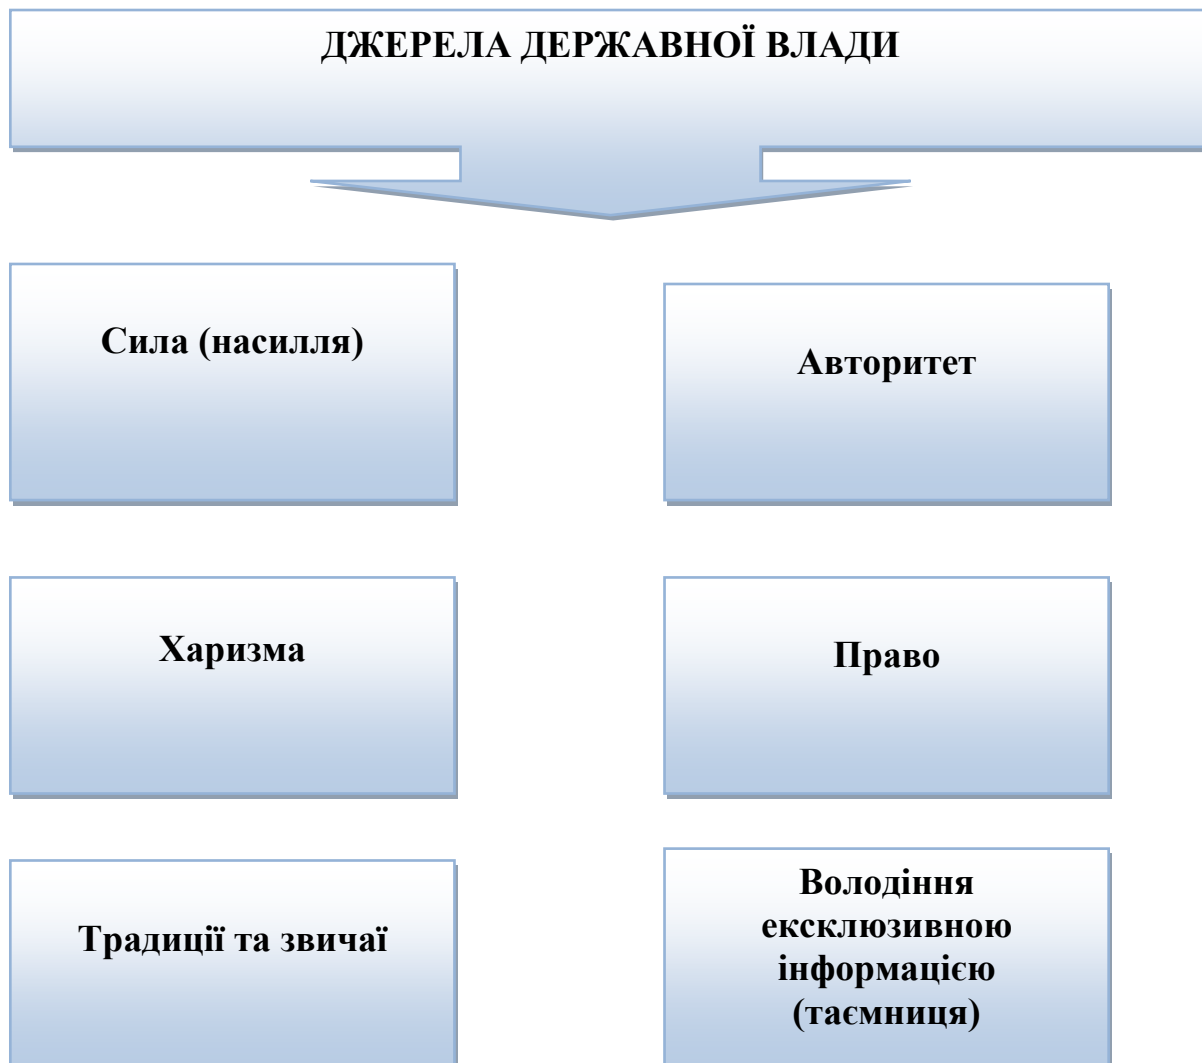 ДЖЕРЕЛА ДЕРЖАВНОЇ ВЛАДИ
Сила (насилля)
Авторитет
Харизма
Право
Традиції та звичаї
Володіння
ексклюзивною
інформацією
(таємниця)